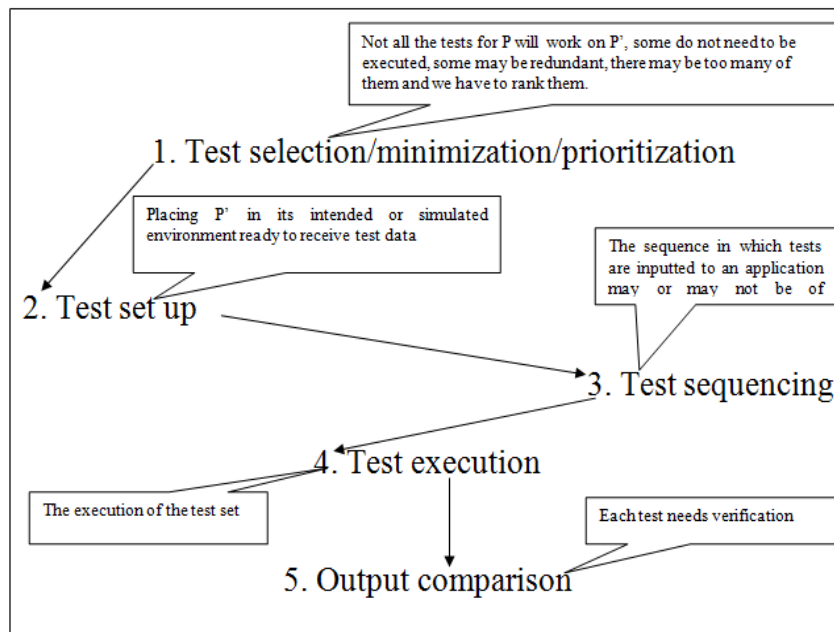 Not all the tests for P will work on P’, some do not need to be
executed, some may be redundant, there may be too many of
them and we have to rank them.
1. Test selection/minimization/prioritization
Placing P’ in its intended or simulated
environment ready to receive test data
The sequence in which tests
are inputted to an application
may or may not be of
2. Test set up
3. Test sequencing
4. Test execution
The execution of the test set
Each test needs verification
5. Output comparison